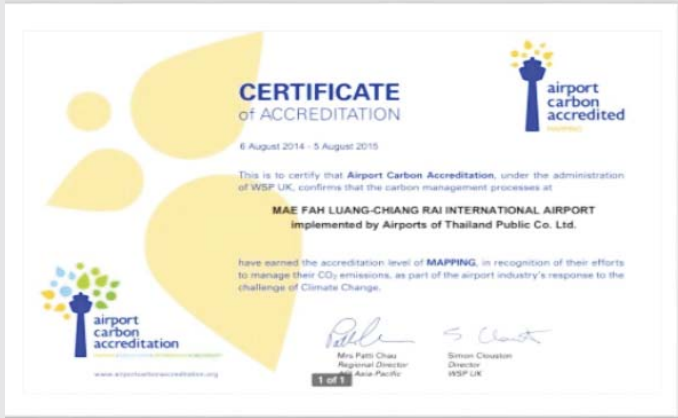 CERTIFICATE
of ACCREDITATION
airport
carbon
accredited
MAPPING
6 August 2014 - 5 August 2015
This is to certify that Airport Carbon Accreditation, under the administration
of WSP UK, confirms that the carbon management processes at
MAE FAH LUANG-CHIANG RAI INTERNATIONAL AIRPORT
implemented by Airports of Thailand Public Co. Ltd.
have earned the accreditation level of MAPPING, in recognition of their efforts
to manage their CO₂ emissions, as part of the airport industry's response to the
challenge of Climate Change.
airport
carbon
accreditation
www.airportcarbonaccreditation.org
Mrs Patti Chau
Regional Director
Asia-Pacific
Simon Clouston
Director
WSP UK
1 of 1